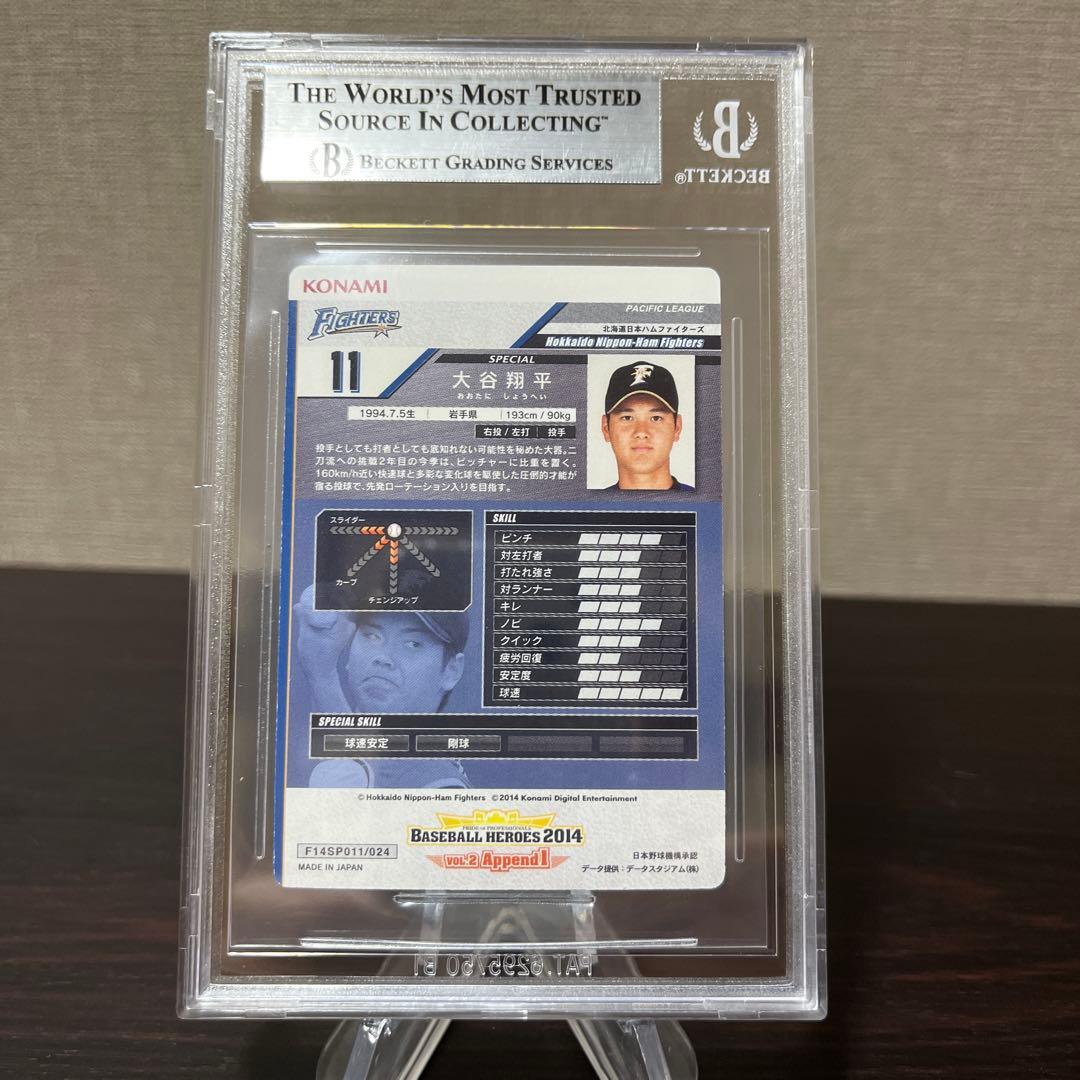 THE WORLD'S MOST TRUSTED
SOURCE IN COLLECTING™
BECKETT GRADING SERVICES
B
BECKETT®
KONAMI
PACIFIC LEAGUE
FIGHTERS
北海道日本ハムファイターズ
Hokkaido Nippon-Ham Fighters
11
SPECIAL
大谷翔平
おおたに しょうへい
1994.7.5生 岩手県 193cm / 90kg
右投 / 左打 投手
投手としても打者としても底知れない可能性を秘めた大器。二
刀流への挑戦2年目の今季は、ピッチャーに比重を置く。
160km/h近い快速球と多彩な変化球を駆使した圧倒的才能が
宿る投球で、先発ローテーション入りを目指す。
スライダー
カーブ
チェンジアップ
SKILL
ピンチ
対左打者
打たれ強さ
対ランナー
キレ
ノビ
クイック
疲労回復
安定度
球速
SPECIAL SKILL
球速安定 剛球
© Hokkaido Nippon-Ham Fighters ©2014 Konami Digital Entertainment
PRIDE of PROFESSIONALS
BASEBALL HEROES 2014
VOL.2 Append1
F14SP011/024
MADE IN JAPAN
日本野球機構承認
データ提供：データスタジアム(株)
PAT. 6295750 B1